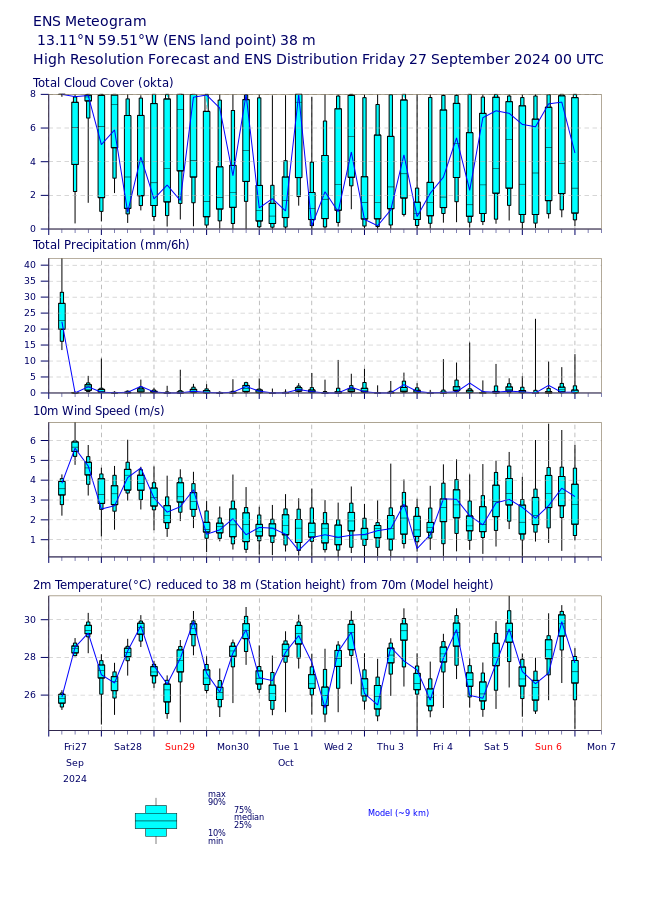 ENS Meteogram
13.11°N 59.51°W (ENS land point) 38 m
High Resolution Forecast and ENS Distribution Friday 27 September 2024 00 UTC
Total Cloud Cover (okta)
8
6
4
2
0
Total Precipitation (mm/6h)
40
35
30
25
20
15
10
5
0
10m Wind Speed (m/s)
6
5
4
3
2
1
2m Temperature(°C) reduced to 38 m (Station height) from 70m (Model height)
30
28
26
Fri27 Sat28 Sun29 Mon30 Tue 1 Wed 2 Thu 3 Fri 4 Sat 5 Sun 6 Mon 7
Sep Oct
2024
max
90%
75%
median
25%
10%
min
Model (~9 km)